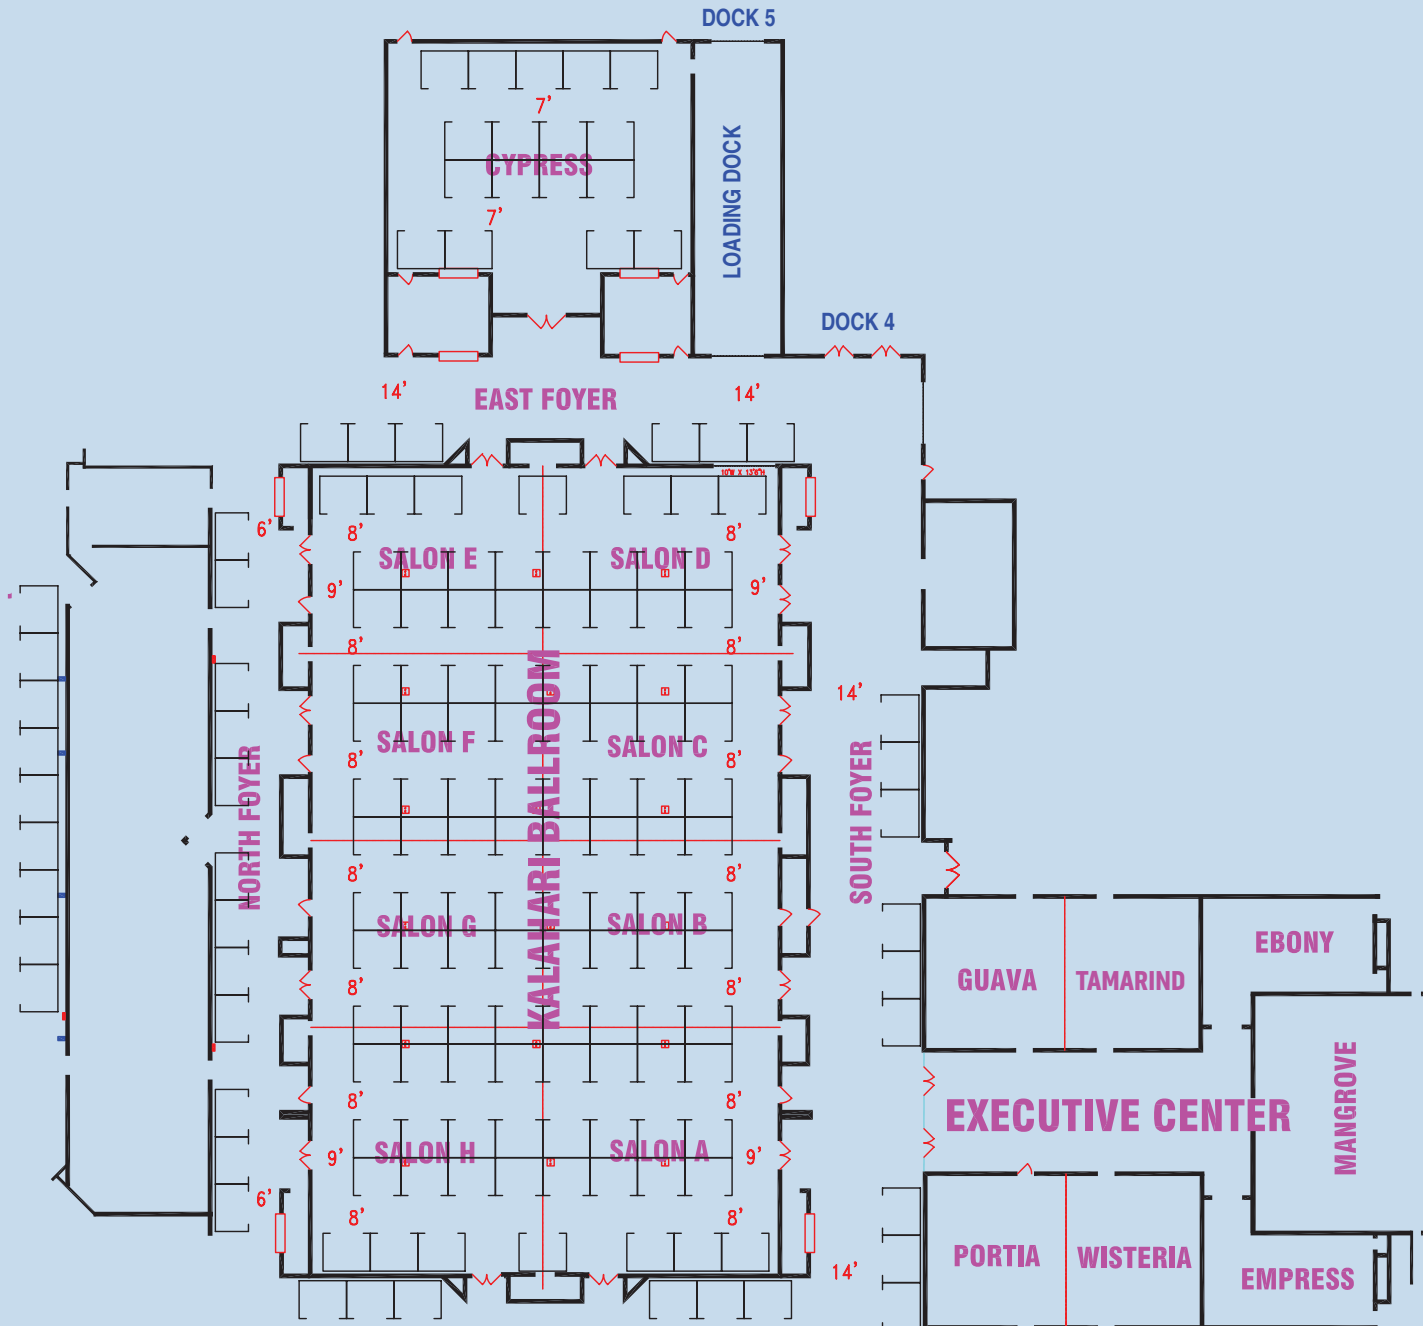 DOCK 5
7'
CYPRESS
LOADING DOCK
7'
DOCK 4
14'
EAST FOYER
14'
10'W X 13'6"H
6'
8'
8'
SALON E
SALON D
9'
9'
8'
8'
KALAHARI BALLROOM
14'
SALON F
SALON C
8'
8'
NORTH FOYER
SOUTH FOYER
8'
8'
SALON G
SALON B
GUAVA
TAMARIND
EBONY
8'
8'
MANGROVE
8'
8'
EXECUTIVE CENTER
SALON H
SALON A
9'
9'
6'
8'
8'
14'
PORTIA
WISTERIA
EMPRESS